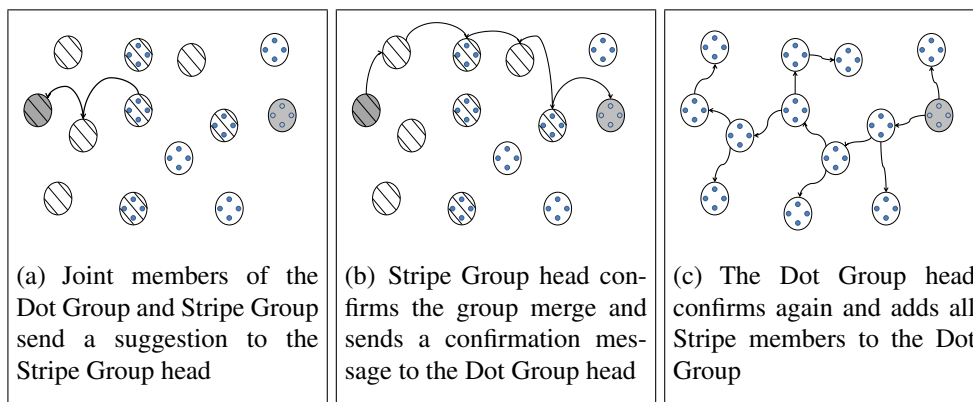 (a) Joint members of the
Dot Group and Stripe Group
send a suggestion to the
Stripe Group head
(b) Stripe Group head con-
firms the group merge and
sends a confirmation mes-
sage to the Dot Group head
(c) The Dot Group head
confirms again and adds all
Stripe members to the Dot
Group